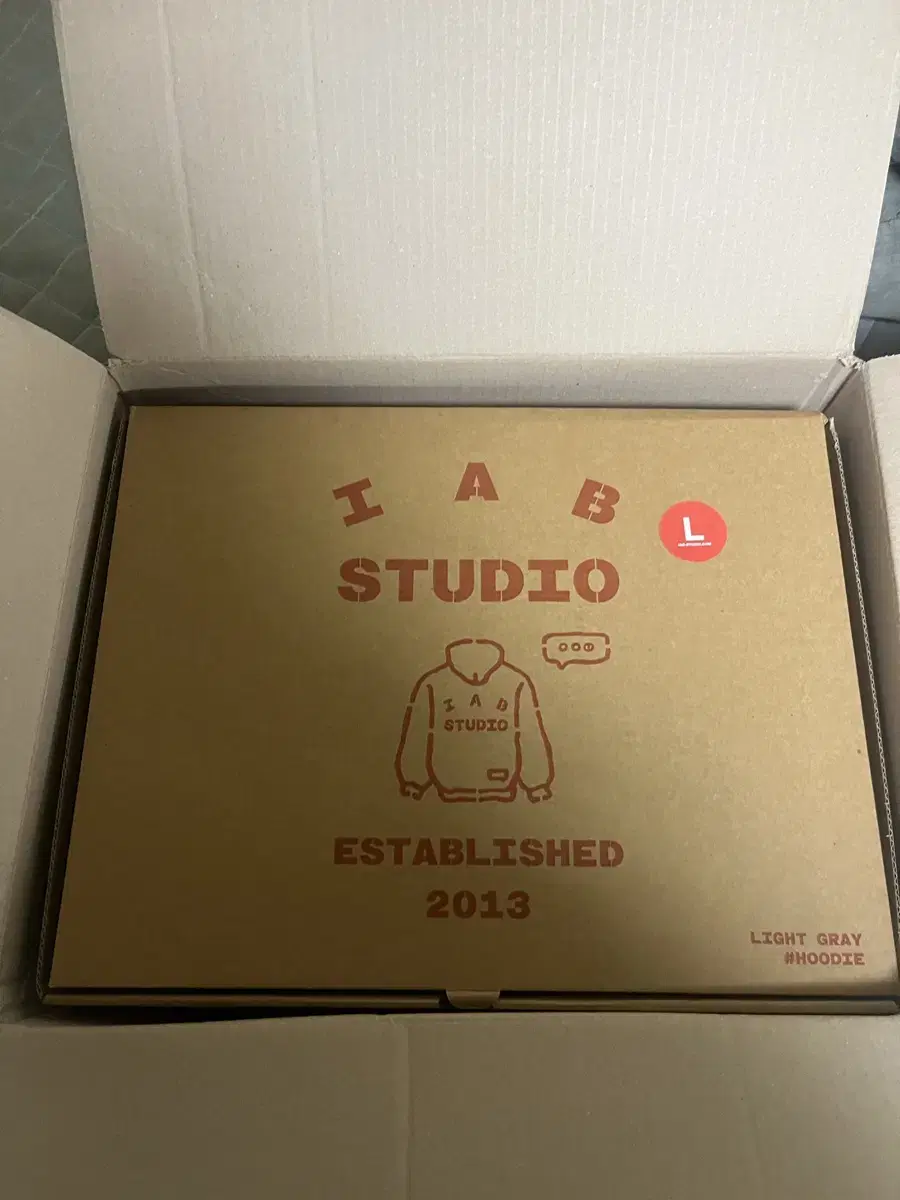 I A B
L
STUDIO
I A B
STUDIO
ESTABLISHED
2013
LIGHT GRAY
#HOODIE